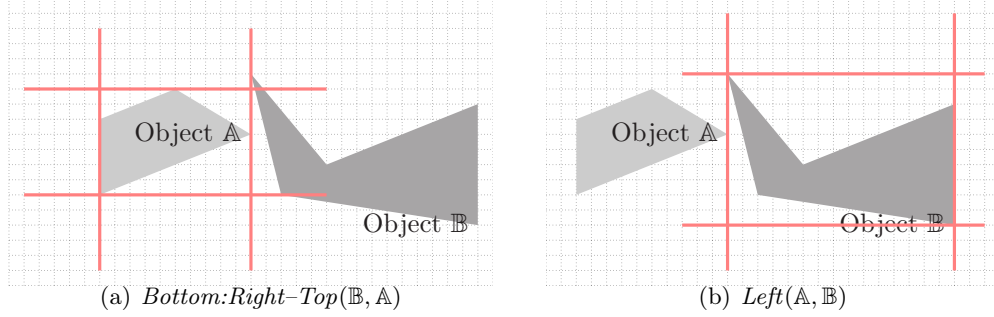 Object 𝔸
Object 𝔹
(a) Bottom:Right–Top(𝔹, 𝔸)
Object 𝔸
Object 𝔹
(b) Left(𝔸, 𝔹)